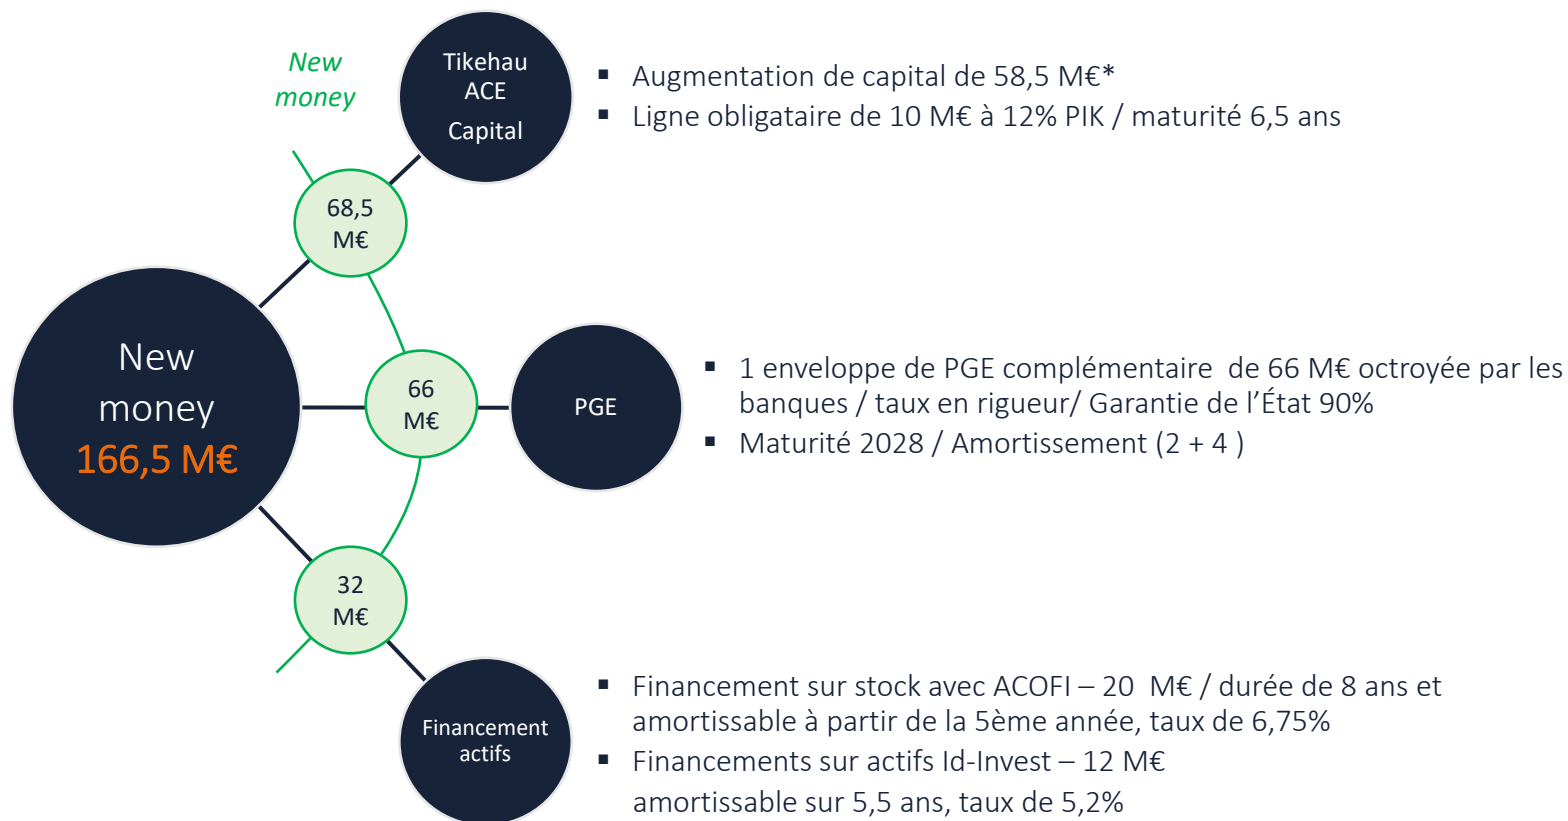 New
money
Tikehau
ACE
Capital
▪ Augmentation de capital de 58,5 M€*
▪ Ligne obligataire de 10 M€ à 12% PIK / maturité 6,5 ans
68,5
M€
New
money
166,5 M€
66
M€
PGE
▪ 1 enveloppe de PGE complémentaire  de 66 M€ octroyée par les
banques / taux en rigueur/ Garantie de l’État 90%
▪ Maturité 2028 / Amortissement (2 + 4 )
32
M€
Financement
actifs
▪ Financement sur stock avec ACOFI – 20  M€ / durée de 8 ans et
amortissable à partir de la 5ème année, taux de 6,75%
▪ Financements sur actifs Id-Invest – 12 M€
amortissable sur 5,5 ans, taux de 5,2%